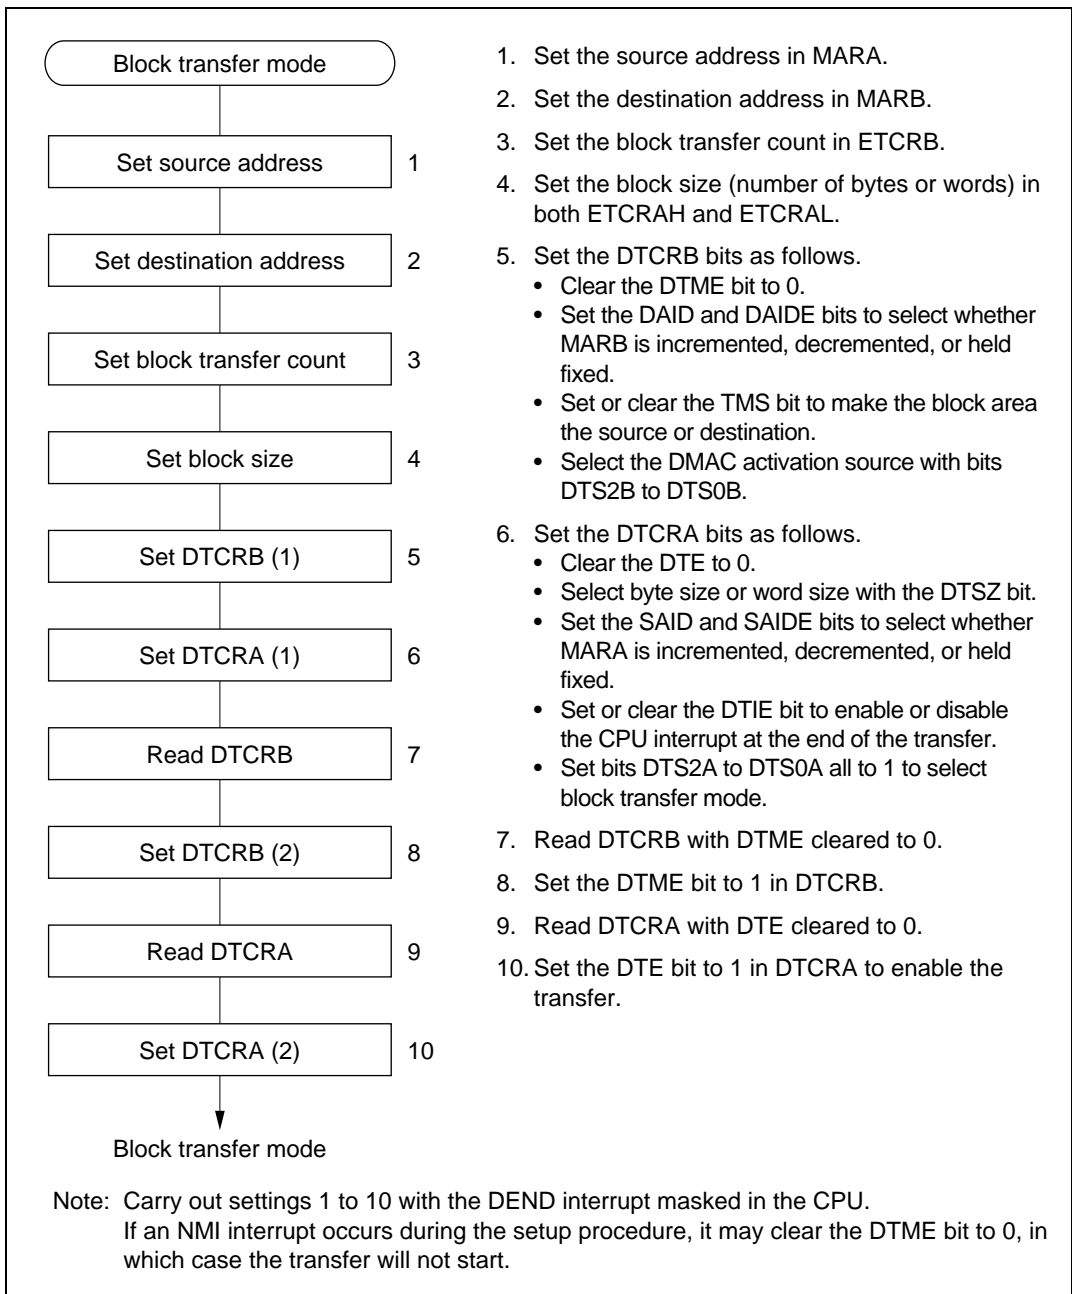 Block transfer mode
Set source address 1
Set destination address 2
Set block transfer count 3
Set block size 4
Set DTCRB (1) 5
Set DTCRA (1) 6
Read DTCRB 7
Set DTCRB (2) 8
Read DTCRA 9
Set DTCRA (2) 10
Block transfer mode
1. Set the source address in MARA.
2. Set the destination address in MARB.
3. Set the block transfer count in ETCRB.
4. Set the block size (number of bytes or words) in
both ETCRAH and ETCRAL.
5. Set the DTCRB bits as follows.
• Clear the DTME bit to 0.
• Set the DAID and DAIDE bits to select whether
MARB is incremented, decremented, or held
fixed.
• Set or clear the TMS bit to make the block area
the source or destination.
• Select the DMAC activation source with bits
DTS2B to DTS0B.
6. Set the DTCRA bits as follows.
• Clear the DTE to 0.
• Select byte size or word size with the DTSZ bit.
• Set the SAID and SAIDE bits to select whether
MARA is incremented, decremented, or held
fixed.
• Set or clear the DTIE bit to enable or disable
the CPU interrupt at the end of the transfer.
• Set bits DTS2A to DTS0A all to 1 to select
block transfer mode.
7. Read DTCRB with DTME cleared to 0.
8. Set the DTME bit to 1 in DTCRB.
9. Read DTCRA with DTE cleared to 0.
10. Set the DTE bit to 1 in DTCRA to enable the
transfer.
Note: Carry out settings 1 to 10 with the DEND interrupt masked in the CPU.
If an NMI interrupt occurs during the setup procedure, it may clear the DTME bit to 0, in
which case the transfer will not start.